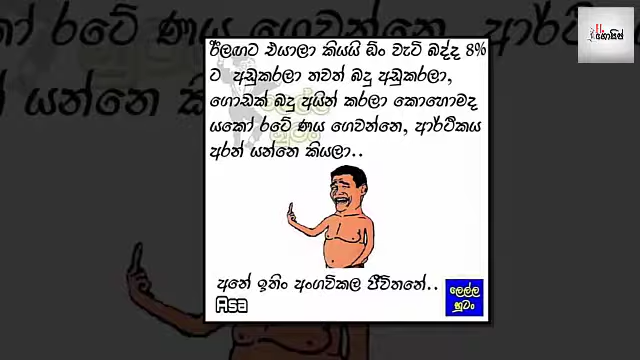 ඊලඟට එයාලා කියයි ඕං වැට් බද්ද 8%
ට අඩුකරලා තවත් බදු අඩුකරලා,
ගොඩක් බදු අයින් කරලා කොහොමද
යකෝ රටේ ණය ගෙවන්නෙ, ආර්ථිකය
අරන් යන්නෙ කියලා..
අනේ ඉතිං අංගවිකල ජීවිතනේ..
Asa
ලෙල්ල
භූටං
ගොසිප්